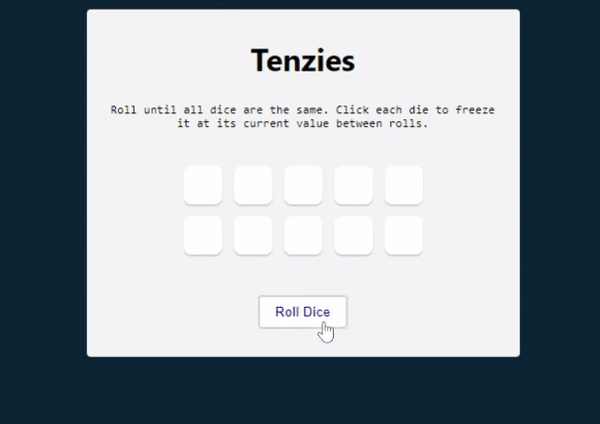 Tenzies
Roll until all dice are the same. Click each die to freeze
it at its current value between rolls.
Roll Dice